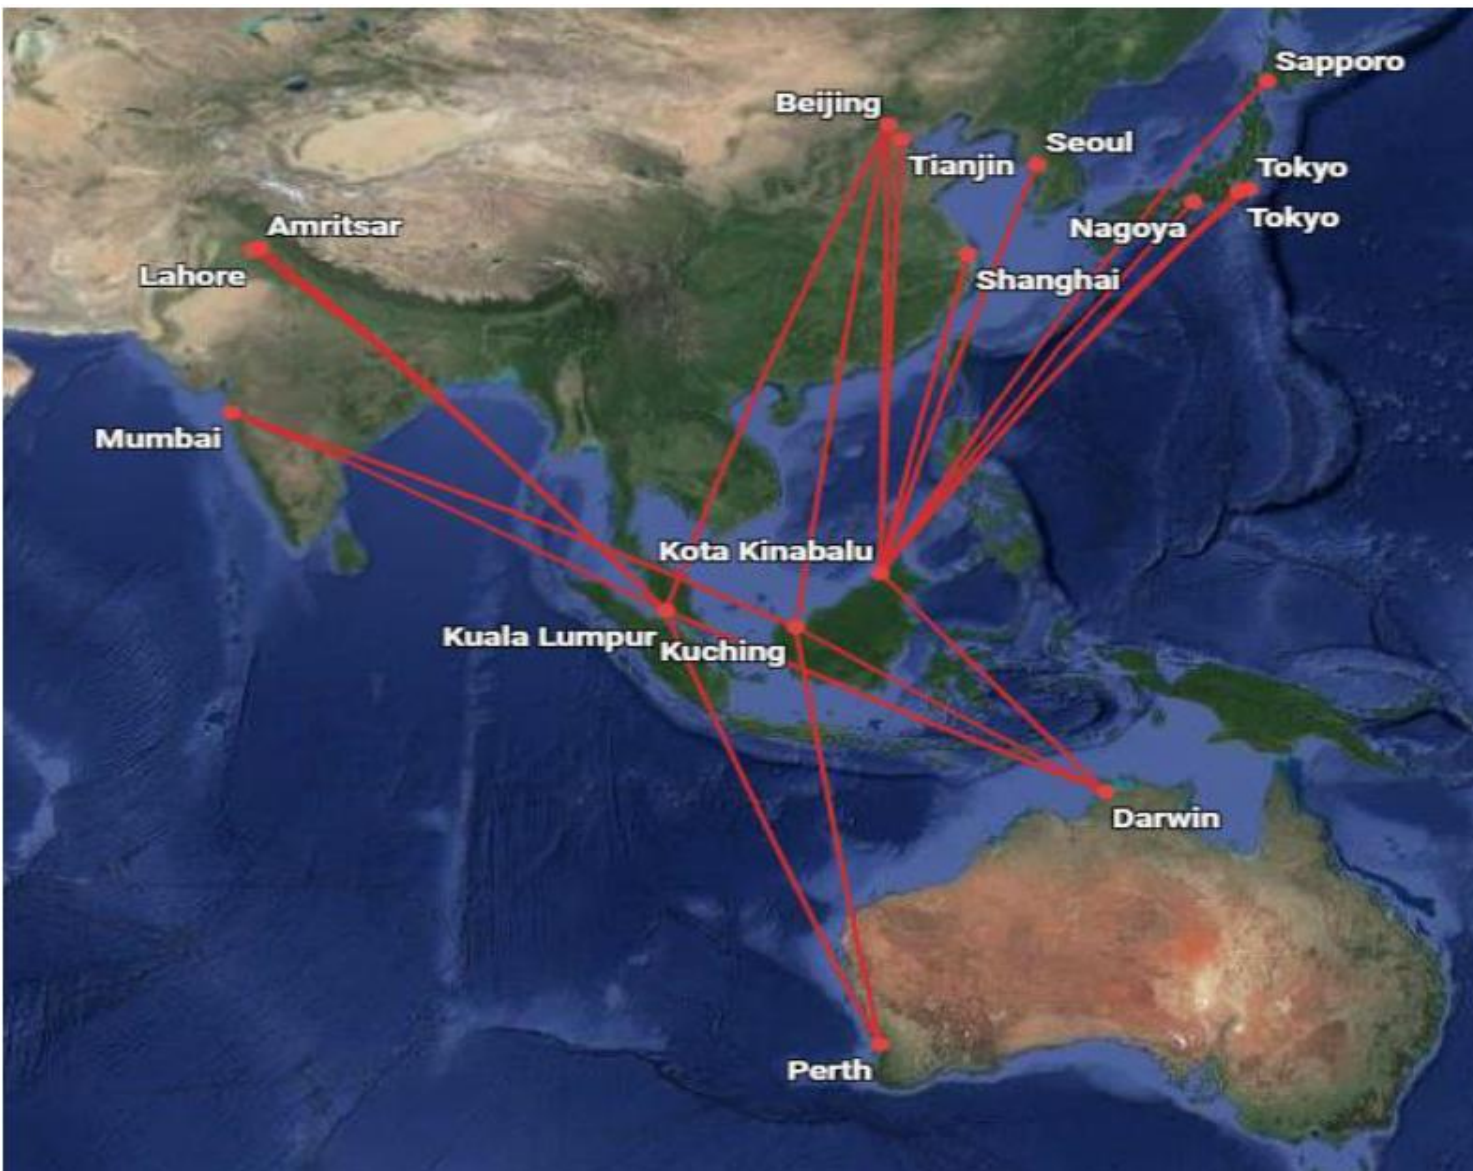 Sapporo
Beijing
Seoul
Tianjin
Tokyo
Nagoya
Tokyo
Amritsar
Lahore
Shanghai
Mumbai
Kota Kinabalu
Kuala Lumpur
Kuching
Darwin
Perth